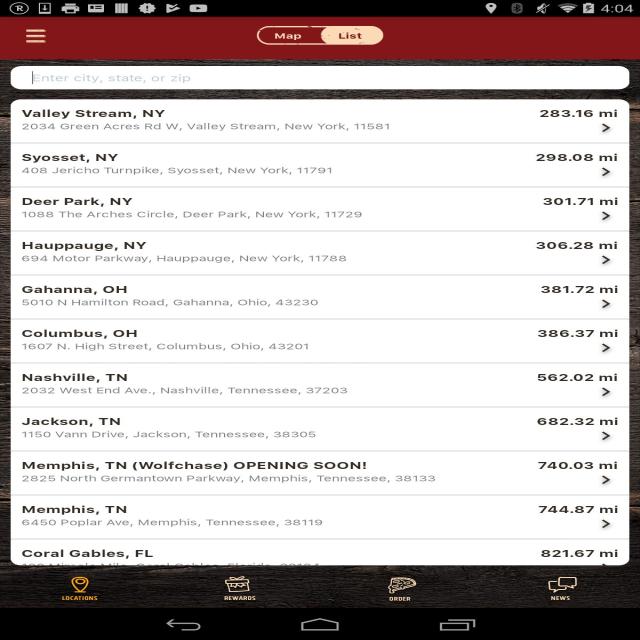 4:04
Map List
Enter city, state, or zip
Valley Stream, NY 283.16 mi
2034 Green Acres Rd W, Valley Stream, New York, 11581
Syosset, NY 298.08 mi
408 Jericho Turnpike, Syosset, New York, 11791
Deer Park, NY 301.71 mi
1088 The Arches Circle, Deer Park, New York, 11729
Hauppauge, NY 306.28 mi
694 Motor Parkway, Hauppauge, New York, 11788
Gahanna, OH 381.72 mi
5010 N Hamilton Road, Gahanna, Ohio, 43230
Columbus, OH 386.37 mi
1607 N. High Street, Columbus, Ohio, 43201
Nashville, TN 562.02 mi
2032 West End Ave., Nashville, Tennessee, 37203
Jackson, TN 682.32 mi
1150 Vann Drive, Jackson, Tennessee, 38305
Memphis, TN (Wolfchase) OPENING SOON! 740.03 mi
2825 North Germantown Parkway, Memphis, Tennessee, 38133
Memphis, TN 744.87 mi
6450 Poplar Ave, Memphis, Tennessee, 38119
Coral Gables, FL 821.67 mi
LOCATIONS REWARDS ORDER NEWS